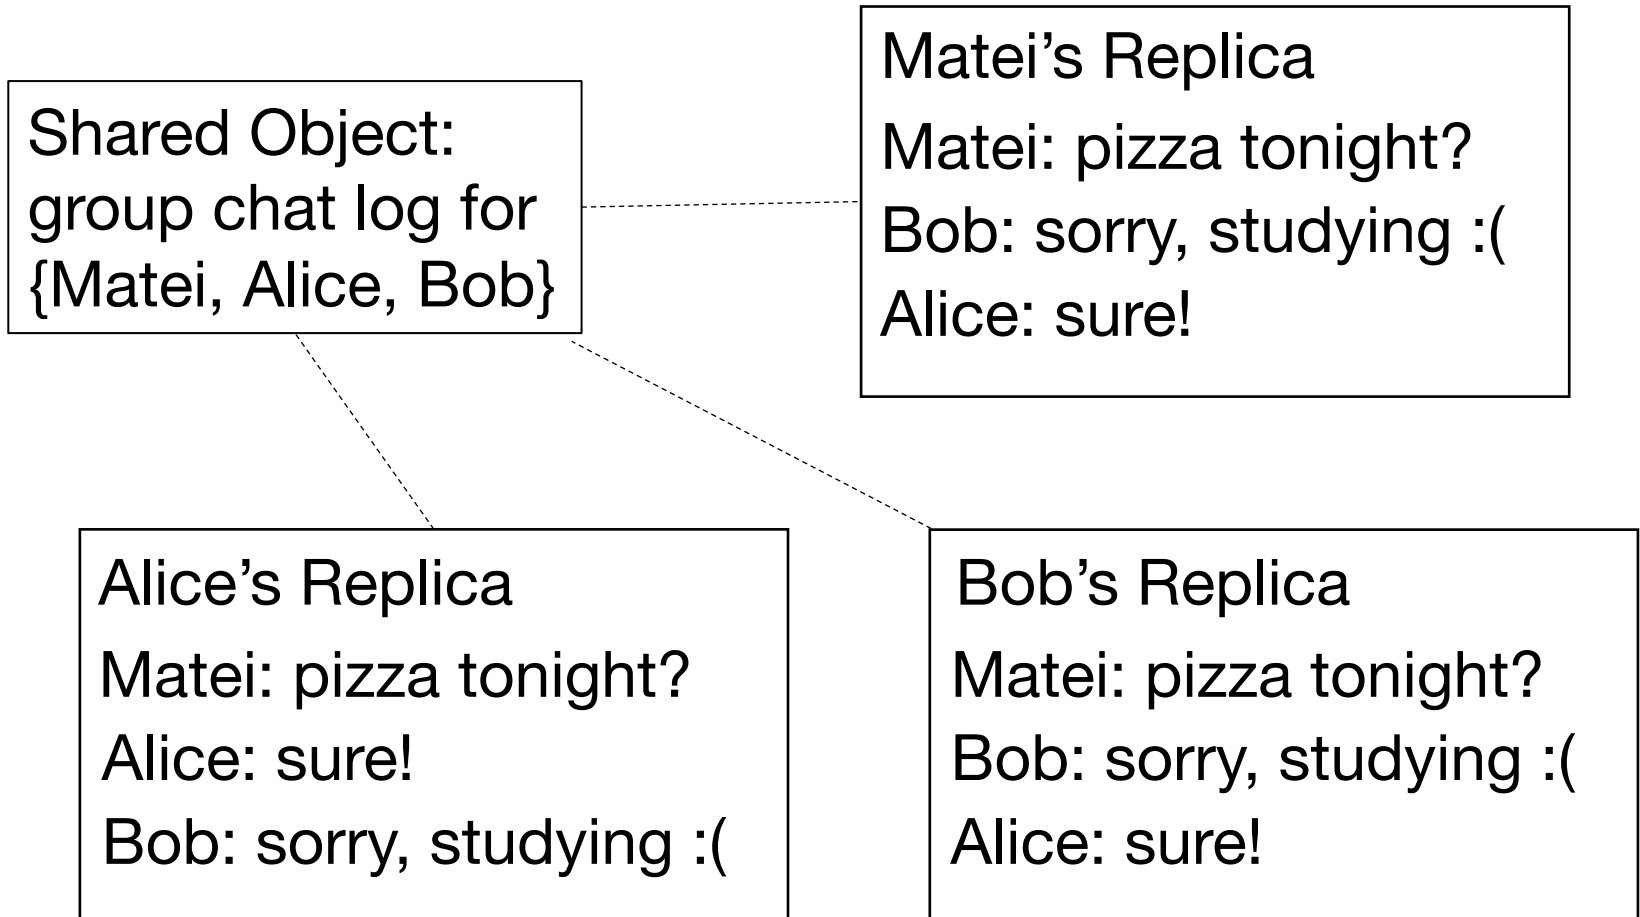 Shared Object:
group chat log for
{Matei, Alice, Bob}
Matei’s Replica
Matei: pizza tonight?
Bob: sorry, studying :(
Alice: sure!
Alice’s Replica
Matei: pizza tonight?
Alice: sure!
Bob: sorry, studying :(
Bob’s Replica
Matei: pizza tonight?
Bob: sorry, studying :(
Alice: sure!